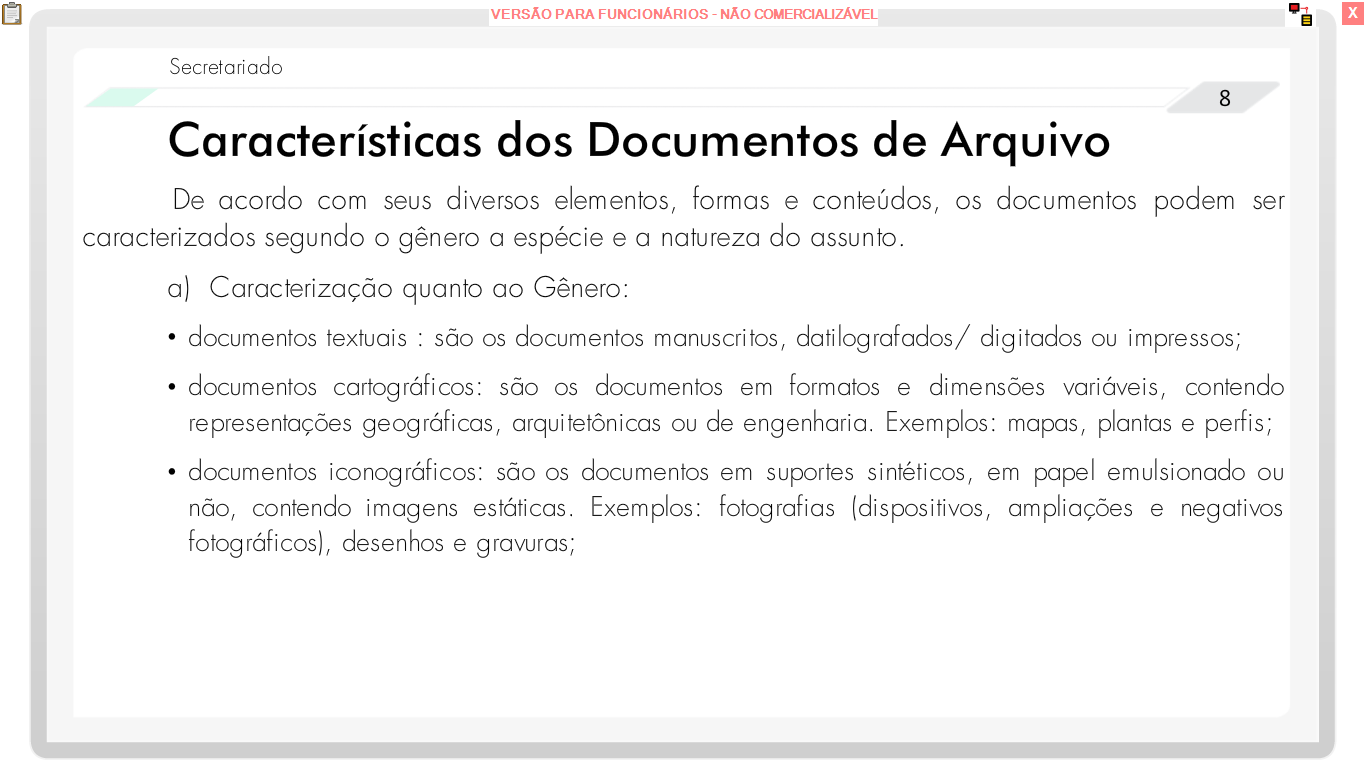 VERSÃO PARA FUNCIONÁRIOS - NÃO COMERCIALIZÁVEL
X
Secretariado
8
Características dos Documentos de Arquivo
De acordo com seus diversos elementos, formas e conteúdos, os documentos podem ser
caracterizados segundo o gênero a espécie e a natureza do assunto.
a) Caracterização quanto ao Gênero:
• documentos textuais : são os documentos manuscritos, datilografados/ digitados ou impressos;
• documentos cartográficos: são os documentos em formatos e dimensões variáveis, contendo
representações geográficas, arquitetônicas ou de engenharia. Exemplos: mapas, plantas e perfis;
• documentos iconográficos: são os documentos em suportes sintéticos, em papel emulsionado ou
não, contendo imagens estáticas. Exemplos: fotografias (dispositivos, ampliações e negativos
fotográficos), desenhos e gravuras;